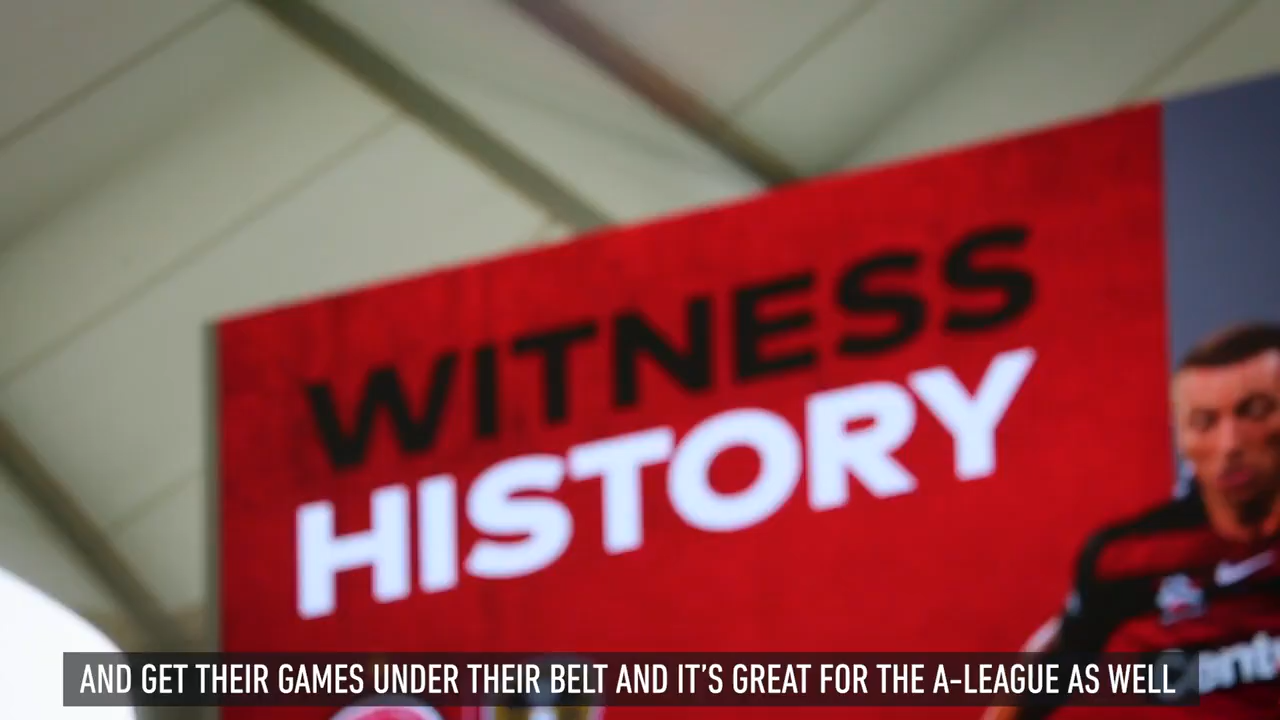 WITNESS
HISTORY
AND GET THEIR GAMES UNDER THEIR BELT AND IT'S GREAT FOR THE A-LEAGUE AS WELL